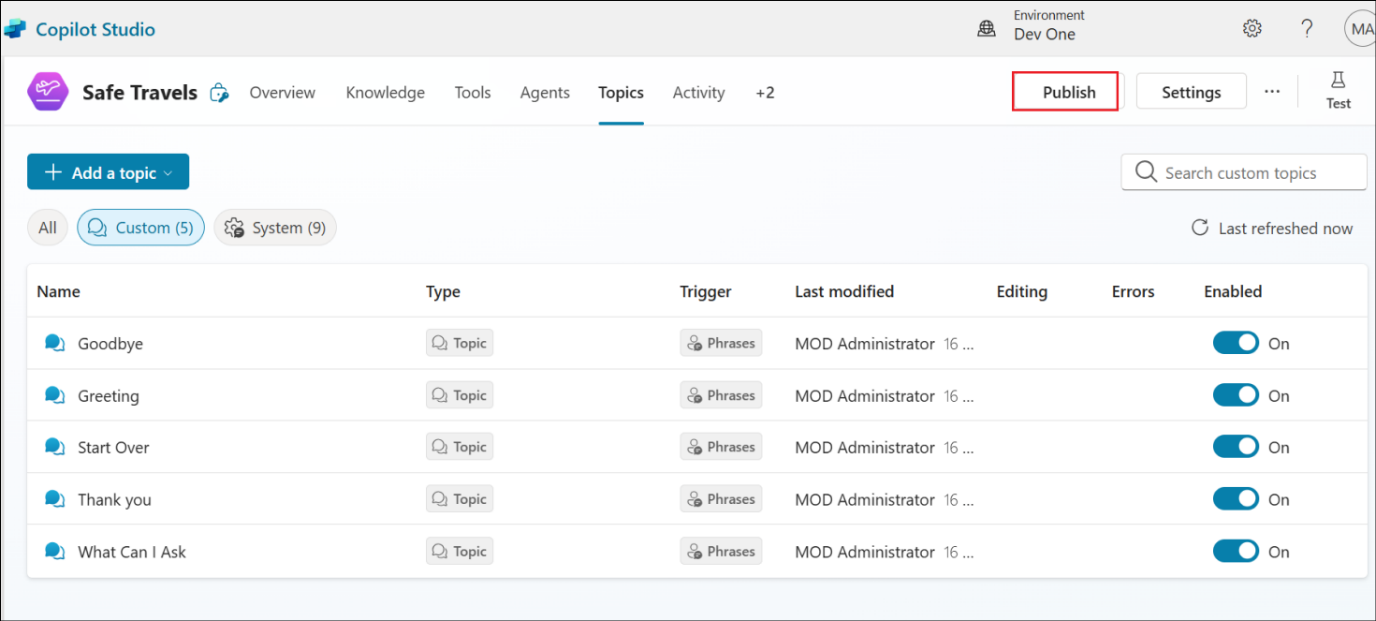 Copilot Studio
Environment
Dev One
?
MA
Safe Travels
Overview
Knowledge
Tools
Agents
Topics
Activity
+2
Publish
Settings
...
Test
+ Add a topic
Search custom topics
All
Custom (5)
System (9)
Last refreshed now
Name Type Trigger Last modified Editing Errors Enabled
Goodbye Topic Phrases MOD Administrator 16 ... On
Greeting Topic Phrases MOD Administrator 16 ... On
Start Over Topic Phrases MOD Administrator 16 ... On
Thank you Topic Phrases MOD Administrator 16 ... On
What Can I Ask Topic Phrases MOD Administrator 16 ... On